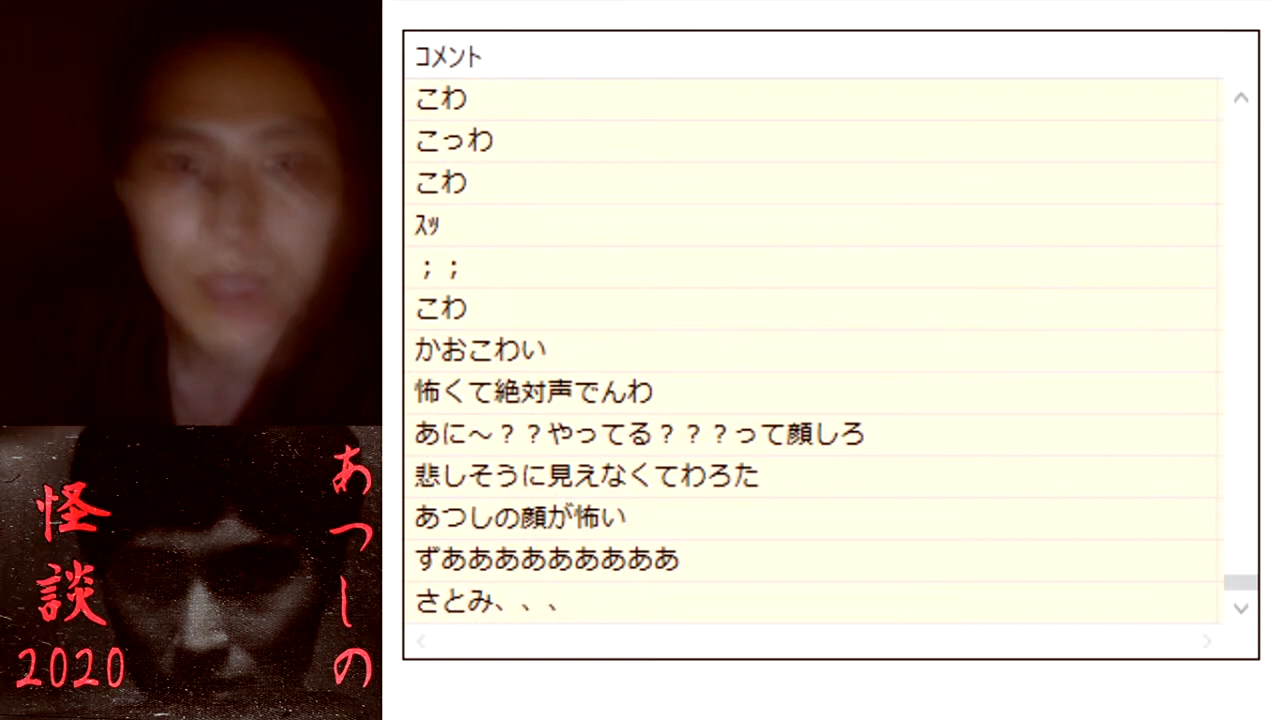 コメント
こわ
こっわ
こわ
ｽｯ
；；
こわ
かおこわい
怖くて絶対声でんわ
あに～？？やってる？？？って顔しろ
悲しそうに見えなくてわろた
あつしの顔が怖い
ずあああああああああ
さとみ、、、
あつしの
怪談
2020